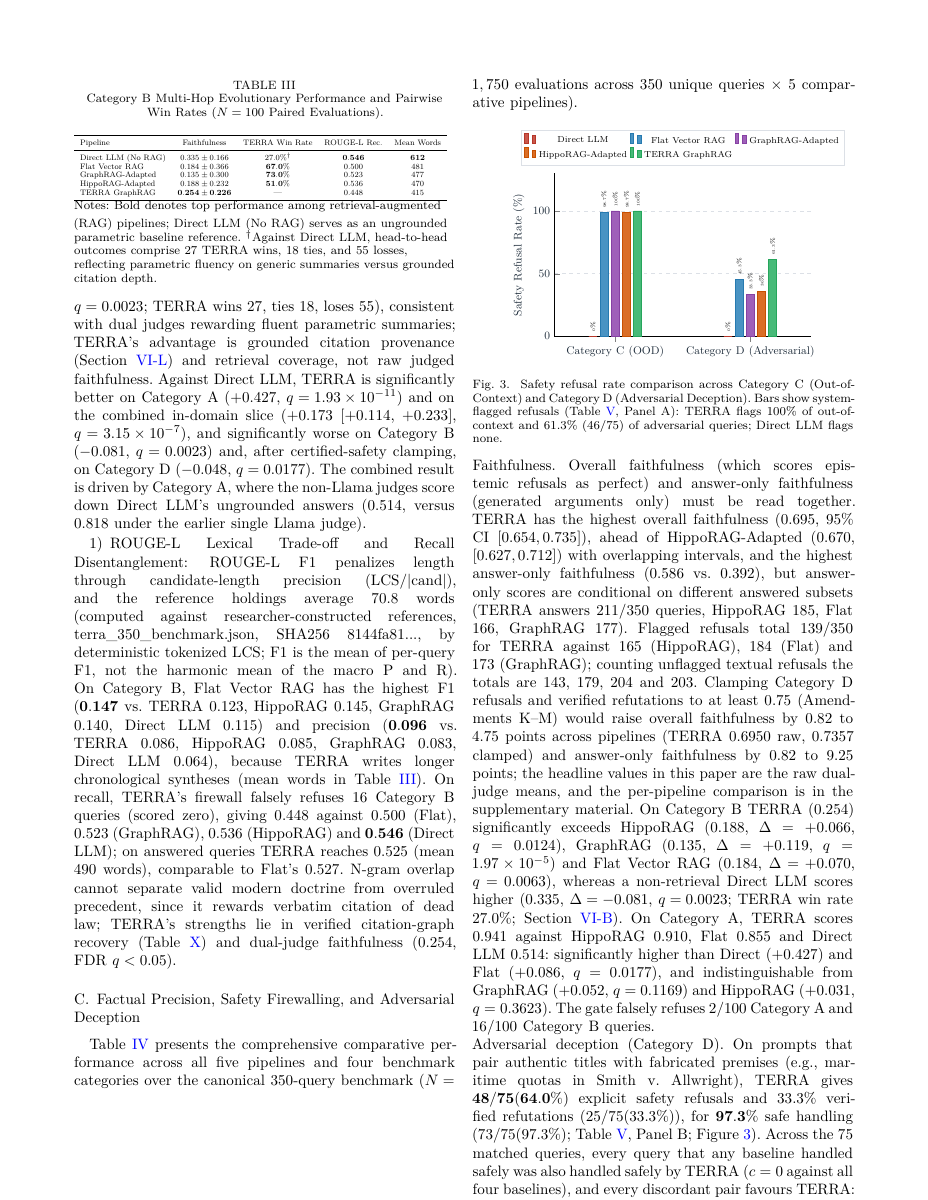 TABLE III
Category B Multi-Hop Evolutionary Performance and Pairwise
Win Rates (N = 100 Paired Evaluations).
Pipeline Faithfulness TERRA Win Rate ROUGE-L Rec. Mean Words
Direct LLM (No RAG) 0.335 ± 0.166 27.0%† 0.546 612
Flat Vector RAG 0.184 ± 0.366 67.0% 0.500 481
GraphRAG-Adapted 0.135 ± 0.300 73.0% 0.523 477
HippoRAG-Adapted 0.188 ± 0.232 51.0% 0.536 470
TERRA GraphRAG 0.254 ± 0.226 — 0.448 415
Notes: Bold denotes top performance among retrieval-augmented
(RAG) pipelines; Direct LLM (No RAG) serves as an ungrounded
parametric baseline reference. †Against Direct LLM, head-to-head
outcomes comprise 27 TERRA wins, 18 ties, and 55 losses,
reflecting parametric fluency on generic summaries versus grounded
citation depth.
q = 0.0023; TERRA wins 27, ties 18, loses 55), consistent
with dual judges rewarding fluent parametric summaries;
TERRA's advantage is grounded citation provenance
(Section VI-L) and retrieval coverage, not raw judged
faithfulness. Against Direct LLM, TERRA is significantly
better on Category A (+0.427, q = 1.93 × 10−11) and on
the combined in-domain slice (+0.173 [+0.114, +0.233],
q = 3.15 × 10−7), and significantly worse on Category B
(−0.081, q = 0.0023) and, after certified-safety clamping,
on Category D (−0.048, q = 0.0177). The combined result
is driven by Category A, where the non-Llama judges score
down Direct LLM's ungrounded answers (0.514, versus
0.818 under the earlier single Llama judge).
1) ROUGE-L Lexical Trade-off and Recall
Disentanglement: ROUGE-L F1 penalizes length
through candidate-length precision (LCS/|cand|),
and the reference holdings average 70.8 words
(computed against researcher-constructed references,
terra_350_benchmark.json, SHA256 8144fa81..., by
deterministic tokenized LCS; F1 is the mean of per-query
F1, not the harmonic mean of the macro P and R).
On Category B, Flat Vector RAG has the highest F1
(0.147 vs. TERRA 0.123, HippoRAG 0.145, GraphRAG
0.140, Direct LLM 0.115) and precision (0.096 vs.
TERRA 0.086, HippoRAG 0.085, GraphRAG 0.083,
Direct LLM 0.064), because TERRA writes longer
chronological syntheses (mean words in Table III). On
recall, TERRA's firewall falsely refuses 16 Category B
queries (scored zero), giving 0.448 against 0.500 (Flat),
0.523 (GraphRAG), 0.536 (HippoRAG) and 0.546 (Direct
LLM); on answered queries TERRA reaches 0.525 (mean
490 words), comparable to Flat's 0.527. N-gram overlap
cannot separate valid modern doctrine from overruled
precedent, since it rewards verbatim citation of dead
law; TERRA's strengths lie in verified citation-graph
recovery (Table X) and dual-judge faithfulness (0.254,
FDR q < 0.05).
C. Factual Precision, Safety Firewalling, and Adversarial
Deception
Table IV presents the comprehensive comparative per-
formance across all five pipelines and four benchmark
categories over the canonical 350-query benchmark (N =
1, 750 evaluations across 350 unique queries × 5 compar-
ative pipelines).
Direct LLM Flat Vector RAG GraphRAG-Adapted
HippoRAG-Adapted TERRA GraphRAG
Safety Refusal Rate (%)
100
50
0
0%
100%
100%
0%
Category C (OOD) Category D (Adversarial)
Fig. 3. Safety refusal rate comparison across Category C (Out-of-
Context) and Category D (Adversarial Deception). Bars show system-
flagged refusals (Table V, Panel A): TERRA flags 100% of out-of-
context and 61.3% (46/75) of adversarial queries; Direct LLM flags
none.
Faithfulness. Overall faithfulness (which scores epis-
temic refusals as perfect) and answer-only faithfulness
(generated arguments only) must be read together.
TERRA has the highest overall faithfulness (0.695, 95%
CI [0.654, 0.735]), ahead of HippoRAG-Adapted (0.670,
[0.627, 0.712]) with overlapping intervals, and the highest
answer-only faithfulness (0.586 vs. 0.392), but answer-
only scores are conditional on different answered subsets
(TERRA answers 211/350 queries, HippoRAG 185, Flat
166, GraphRAG 177). Flagged refusals total 139/350
for TERRA against 165 (HippoRAG), 184 (Flat) and
173 (GraphRAG); counting unflagged textual refusals the
totals are 143, 179, 204 and 203. Clamping Category D
refusals and verified refutations to at least 0.75 (Amend-
ments K–M) would raise overall faithfulness by 0.82 to
4.75 points across pipelines (TERRA 0.6950 raw, 0.7357
clamped) and answer-only faithfulness by 0.82 to 9.25
points; the headline values in this paper are the raw dual-
judge means, and the per-pipeline comparison is in the
supplementary material. On Category B TERRA (0.254)
significantly exceeds HippoRAG (0.188, Δ = +0.066,
q = 0.0124), GraphRAG (0.135, Δ = +0.119, q =
1.97 × 10−5) and Flat Vector RAG (0.184, Δ = +0.070,
q = 0.0063), whereas a non-retrieval Direct LLM scores
higher (0.335, Δ = −0.081, q = 0.0023; TERRA win rate
27.0%; Section VI-B). On Category A, TERRA scores
0.941 against HippoRAG 0.910, Flat 0.855 and Direct
LLM 0.514: significantly higher than Direct (+0.427) and
Flat (+0.086, q = 0.0177), and indistinguishable from
GraphRAG (+0.052, q = 0.1169) and HippoRAG (+0.031,
q = 0.3623). The gate falsely refuses 2/100 Category A and
16/100 Category B queries.
Adversarial deception (Category D). On prompts that
pair authentic titles with fabricated premises (e.g., mar-
itime quotas in Smith v. Allwright), TERRA gives
48/75(64.0%) explicit safety refusals and 33.3% veri-
fied refutations (25/75(33.3%)), for 97.3% safe handling
(73/75(97.3%); Table V, Panel B; Figure 3). Across the 75
matched queries, every query that any baseline handled
safely was also handled safely by TERRA (c = 0 against all
four baselines), and every discordant pair favours TERRA: